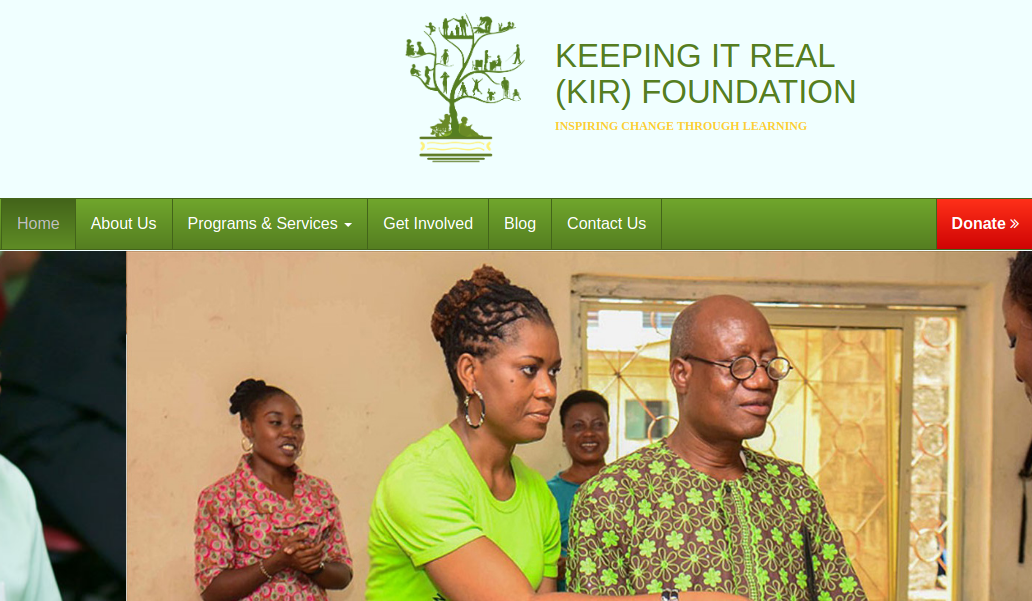 KEEPING IT REAL
(KIR) FOUNDATION
INSPIRING CHANGE THROUGH LEARNING
Home
About Us
Programs & Services
Get Involved
Blog
Contact Us
Donate »